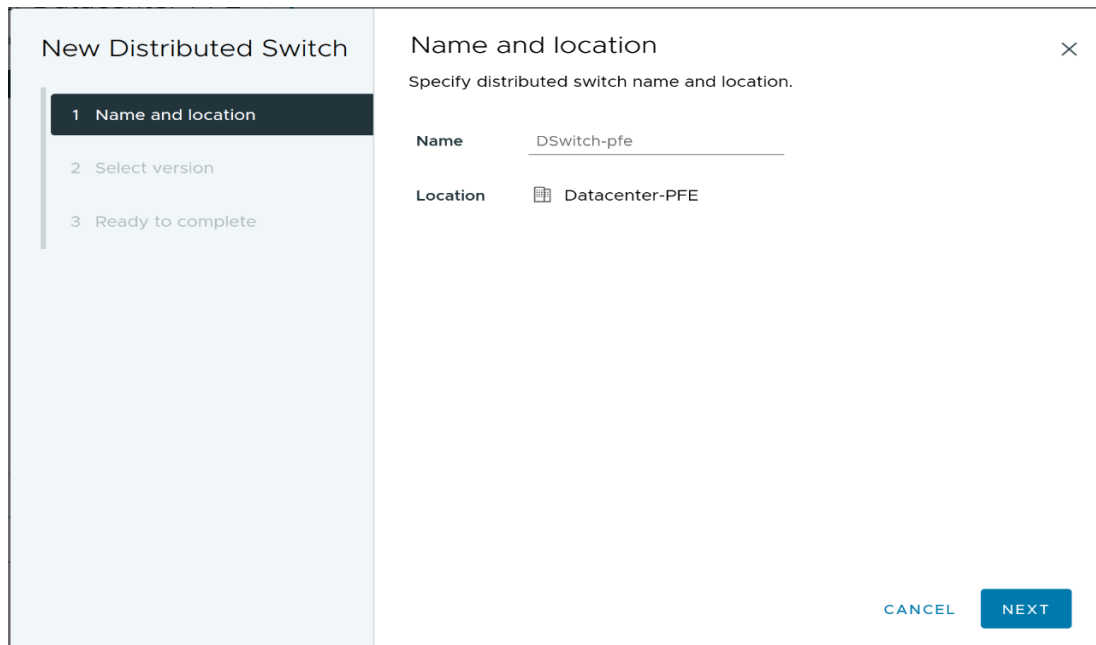 New Distributed Switch
1 Name and location
2 Select version
3 Ready to complete
Name and location
Specify distributed switch name and location.
Name DSwitch-pfe
Location Datacenter-PFE
CANCEL NEXT